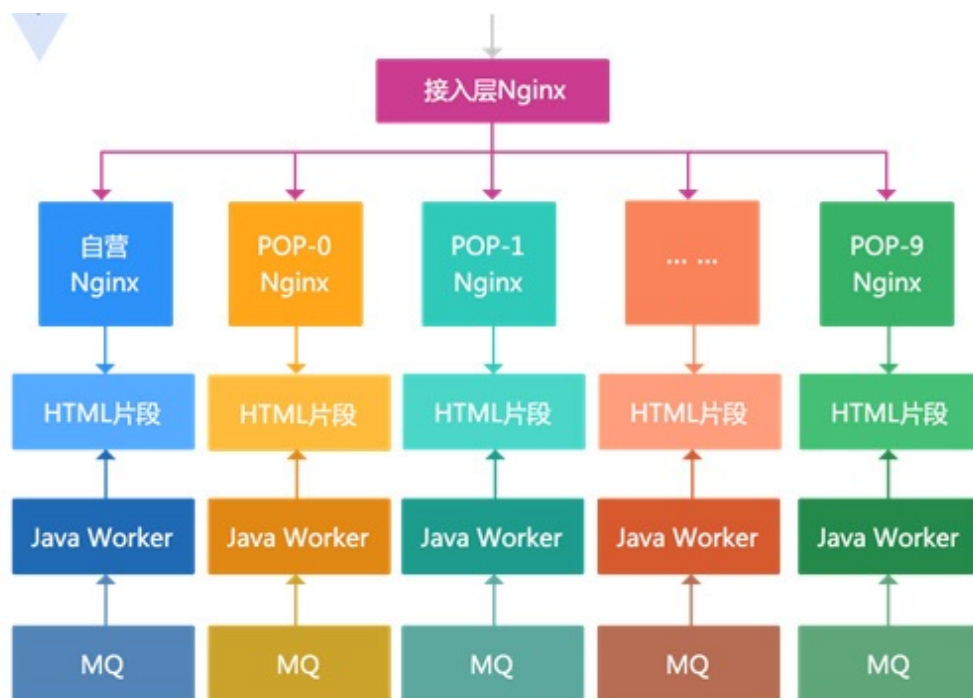 接入层Nginx
自营
Nginx
POP-0
Nginx
POP-1
Nginx
... ...
POP-9
Nginx
HTML片段
HTML片段
HTML片段
HTML片段
HTML片段
Java Worker
Java Worker
Java Worker
Java Worker
Java Worker
MQ
MQ
MQ
MQ
MQ